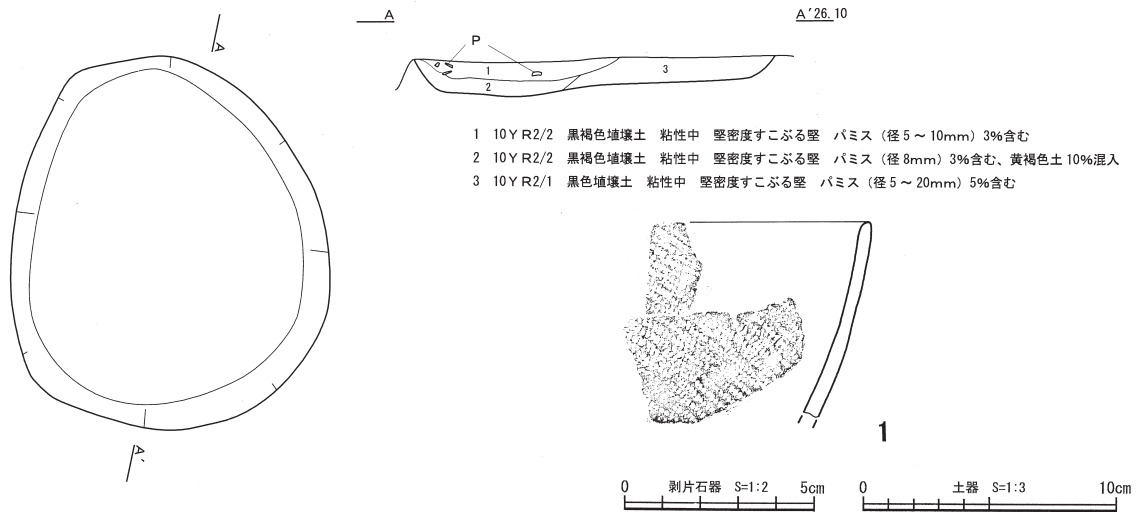 A
A′
A
A′26.10
P
1
2
3
1 10YR2/2 黒褐色埴壌土 粘性中 堅密度すこぶる堅 パミス（径5～10mm）3%含む
2 10YR2/2 黒褐色埴壌土 粘性中 堅密度すこぶる堅 パミス（径8mm）3%含む、黄褐色土10%混入
3 10YR2/1 黒色埴壌土 粘性中 堅密度すこぶる堅 パミス（径5～20mm）5%含む
1
0 剥片石器 S=1:2 5cm
0 土器 S=1:3 10cm